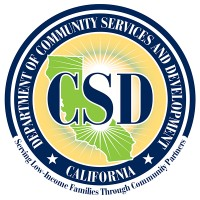 DEPARTMENT OF COMMUNITY SERVICES AND DEVELOPMENT
CSD
CALIFORNIA
Serving Low-Income Families Through Community Partners